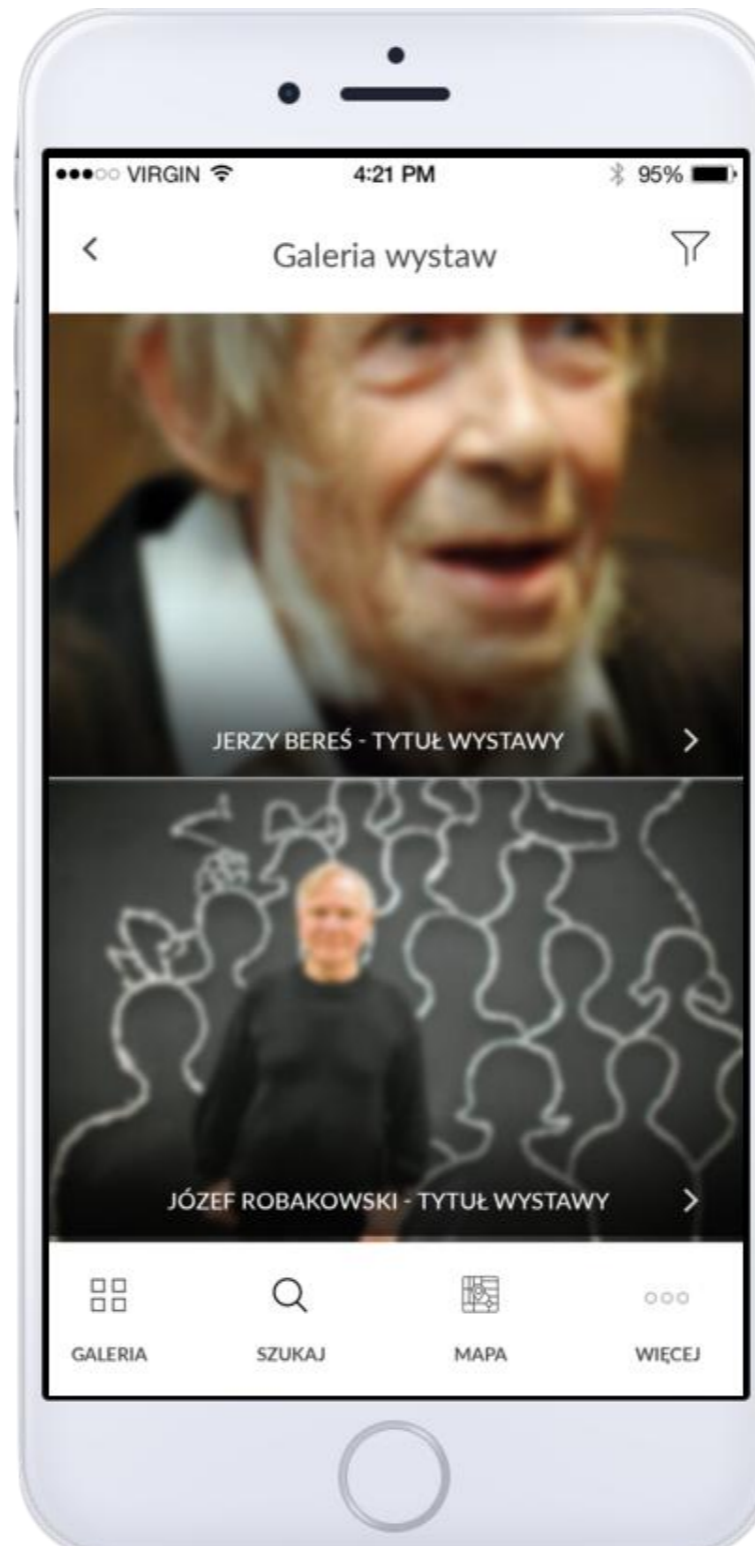 VIRGIN 4:21 PM 95%
Galeria wystaw
JERZY BEREŚ - TYTUŁ WYSTAWY
JÓZEF ROBAKOWSKI - TYTUŁ WYSTAWY
GALERIA SZUKAJ MAPA WIĘCEJ